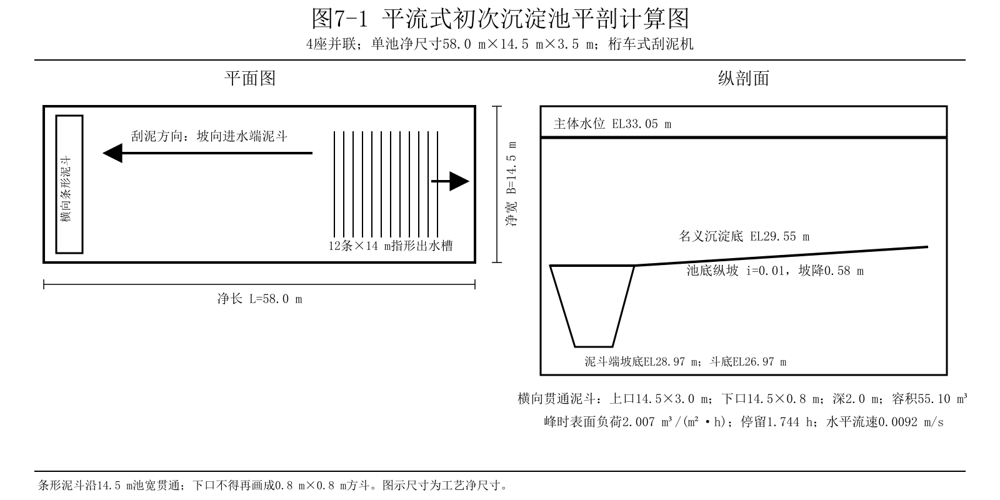 图7-1 平流式初次沉淀池平剖计算图
4座并联；单池净尺寸58.0 m×14.5 m×3.5 m；桁车式刮泥机
平面图
纵剖面
刮泥方向：坡向进水端泥斗
横向条形泥斗
12条×14 m指形出水槽
净宽 B=14.5 m
净长 L=58.0 m
主体水位 EL33.05 m
名义沉淀底 EL29.55 m
池底纵坡 i=0.01，坡降0.58 m
泥斗端坡底EL28.97 m；斗底EL26.97 m
横向贯通泥斗：上口14.5×3.0 m；下口14.5×0.8 m；深2.0 m；容积55.10 m³
峰时表面负荷2.007 m³/(m²·h)；停留1.744 h；水平流速0.0092 m/s
条形泥斗沿14.5 m池宽贯通；下口不得再画成0.8 m×0.8 m方斗。图示尺寸为工艺净尺寸。